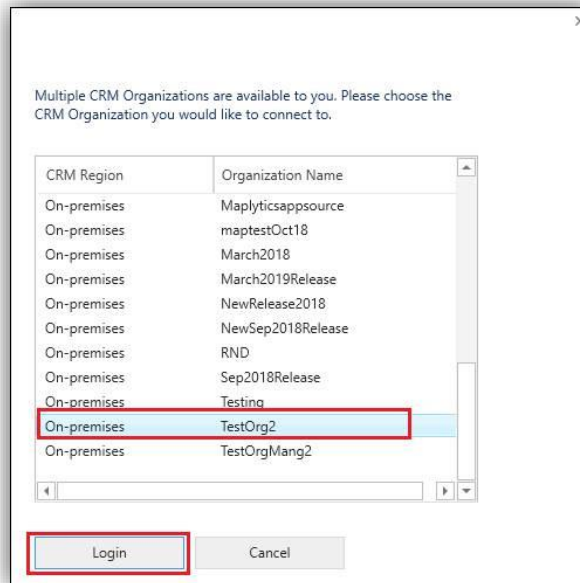 Multiple CRM Organizations are available to you. Please choose the
CRM Organization you would like to connect to.
CRM Region Organization Name
On-premises Maplyticsappsource
On-premises maptestOct18
On-premises March2018
On-premises March2019Release
On-premises NewRelease2018
On-premises NewSep2018Release
On-premises RND
On-premises Sep2018Release
On-premises Testing
On-premises TestOrg2
On-premises TestOrgMang2
Login Cancel